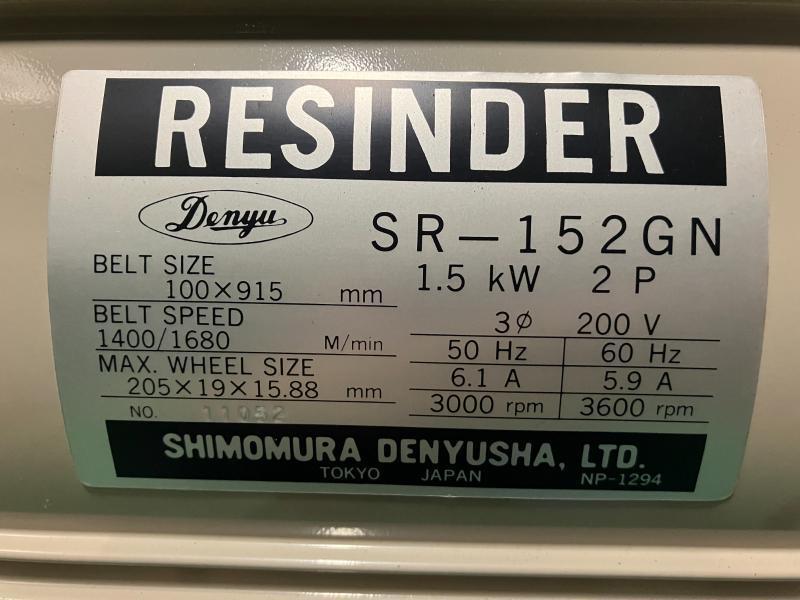 RESINDER
Denyu
SR-152GN
BELT SIZE
100×915 mm
1.5 kW 2 P
BELT SPEED
1400/1680 M/min
3φ 200 V
50 Hz 60 Hz
MAX. WHEEL SIZE
205×19×15.88 mm
6.1 A 5.9 A
3000 rpm 3600 rpm
NO. 11052
SHIMOMURA DENYUSHA, LTD.
TOKYO JAPAN NP-1294